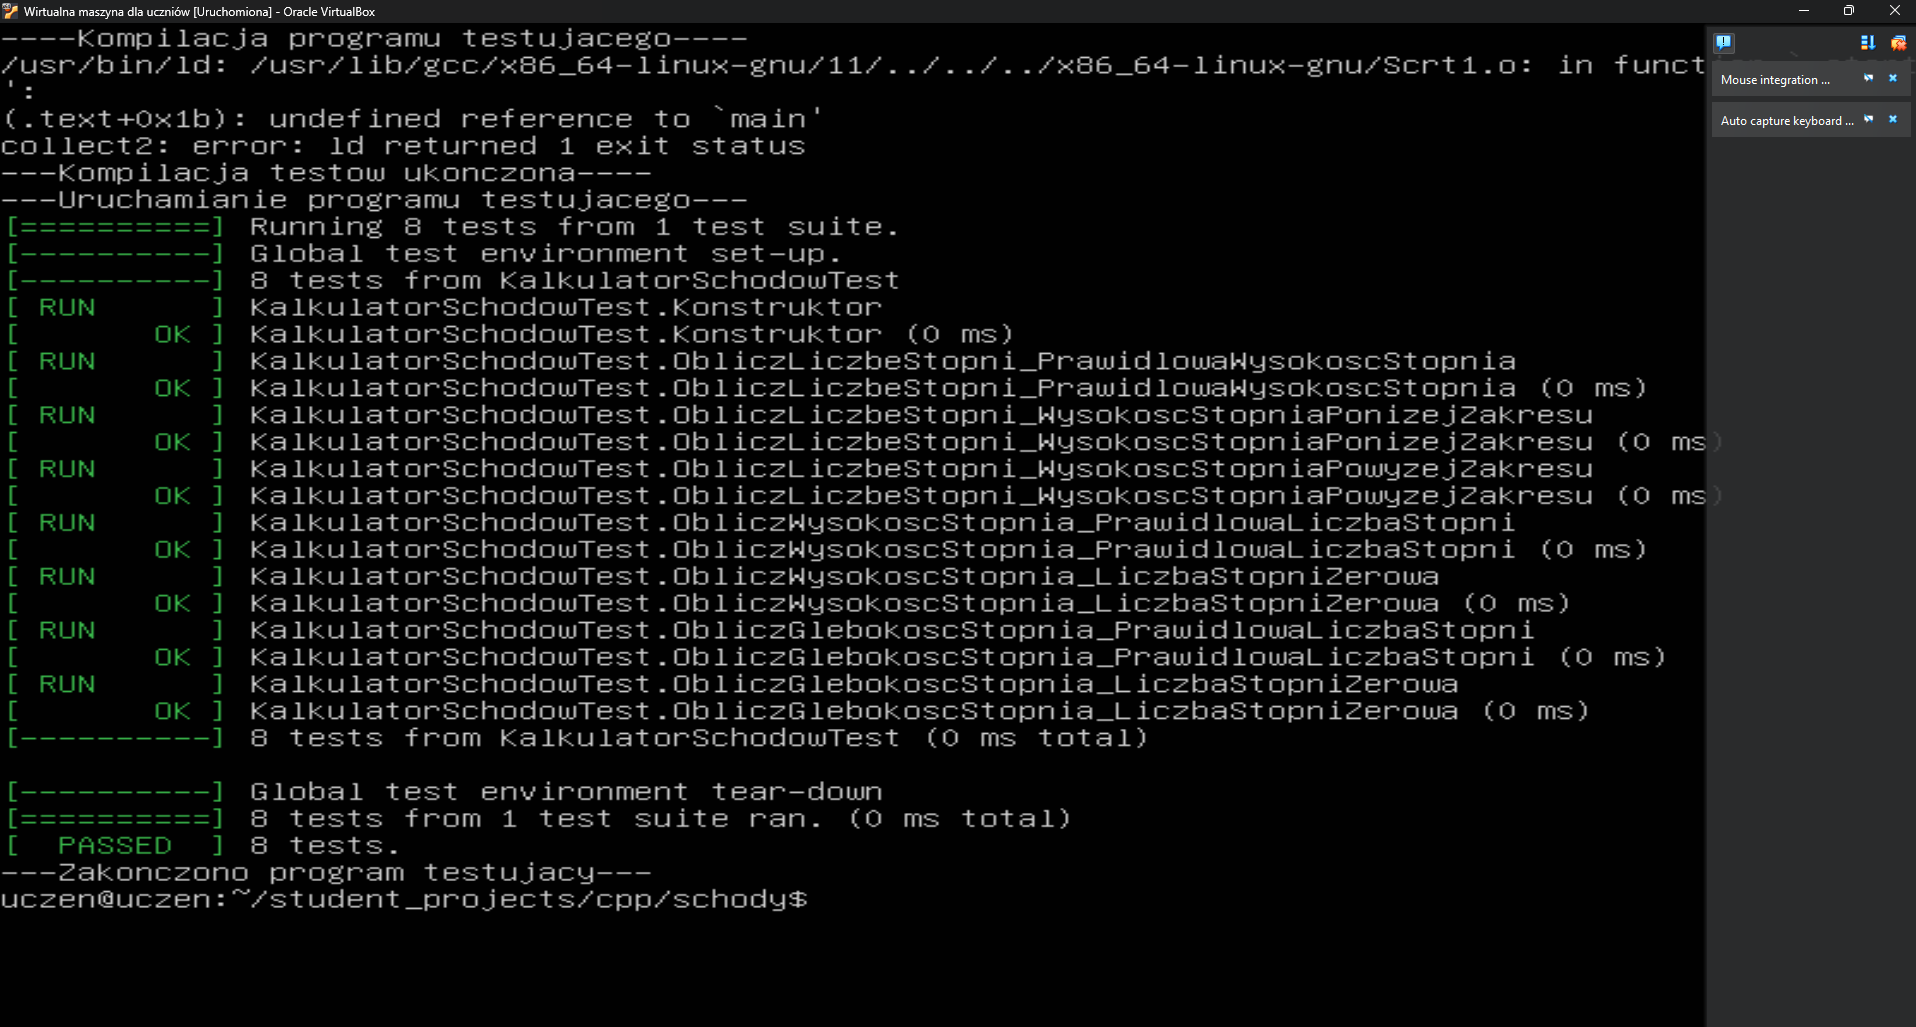 Wirtualna maszyna dla uczniów [Uruchomiona] - Oracle VirtualBox
----Kompilacja programu testujacego----
/usr/bin/ld: /usr/lib/gcc/x86_64-linux-gnu/11/../../../x86_64-linux-gnu/Scrt1.o: in funct
':
(.text+0x1b): undefined reference to `main'
collect2: error: ld returned 1 exit status
---Kompilacja testow ukonczona----
---Uruchamianie programu testujacego---
[==========] Running 8 tests from 1 test suite.
[----------] Global test environment set-up.
[----------] 8 tests from KalkulatorSchodowTest
[ RUN      ] KalkulatorSchodowTest.Konstruktor
[       OK ] KalkulatorSchodowTest.Konstruktor (0 ms)
[ RUN      ] KalkulatorSchodowTest.ObliczLiczbeStopni_PrawidlowaWysokoscStopnia
[       OK ] KalkulatorSchodowTest.ObliczLiczbeStopni_PrawidlowaWysokoscStopnia (0 ms)
[ RUN      ] KalkulatorSchodowTest.ObliczLiczbeStopni_WysokoscStopniaPonizejZakresu
[       OK ] KalkulatorSchodowTest.ObliczLiczbeStopni_WysokoscStopniaPonizejZakresu (0 ms)
[ RUN      ] KalkulatorSchodowTest.ObliczLiczbeStopni_WysokoscStopniaPowyzejZakresu
[       OK ] KalkulatorSchodowTest.ObliczLiczbeStopni_WysokoscStopniaPowyzejZakresu (0 ms)
[ RUN      ] KalkulatorSchodowTest.ObliczWysokoscStopnia_PrawidlowaLiczbaStopni
[       OK ] KalkulatorSchodowTest.ObliczWysokoscStopnia_PrawidlowaLiczbaStopni (0 ms)
[ RUN      ] KalkulatorSchodowTest.ObliczWysokoscStopnia_LiczbaStopniZerowa
[       OK ] KalkulatorSchodowTest.ObliczWysokoscStopnia_LiczbaStopniZerowa (0 ms)
[ RUN      ] KalkulatorSchodowTest.ObliczGlebokoscStopnia_PrawidlowaLiczbaStopni
[       OK ] KalkulatorSchodowTest.ObliczGlebokoscStopnia_PrawidlowaLiczbaStopni (0 ms)
[ RUN      ] KalkulatorSchodowTest.ObliczGlebokoscStopnia_LiczbaStopniZerowa
[       OK ] KalkulatorSchodowTest.ObliczGlebokoscStopnia_LiczbaStopniZerowa (0 ms)
[----------] 8 tests from KalkulatorSchodowTest (0 ms total)
[----------] Global test environment tear-down
[==========] 8 tests from 1 test suite ran. (0 ms total)
[  PASSED  ] 8 tests.
---Zakonczono program testujacy---
uczen@uczen:~/student_projects/cpp/schody$
Mouse integration ...
Auto capture keyboard ...